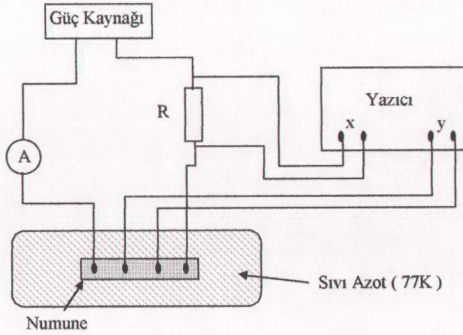 Güç Kaynağı
R
Yazıcı
x
y
A
Sıvı Azot ( 77K )
Numune